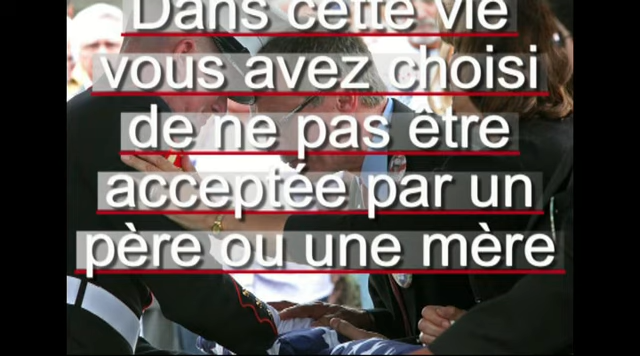 Dans cette vie
vous avez choisi
de ne pas être
acceptée par un
père ou une mère